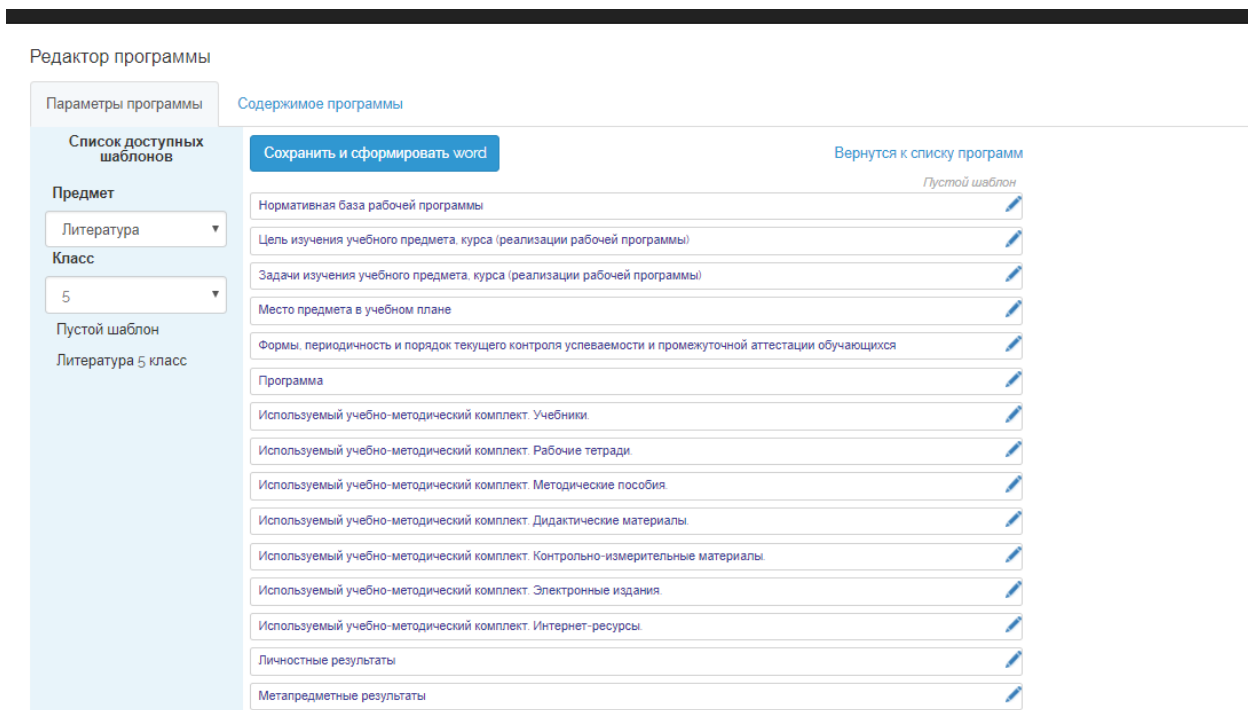 Редактор программы
Параметры программы
Содержимое программы
Список доступных
шаблонов
Предмет
Литература
Класс
5
Пустой шаблон
Литература 5 класс
Сохранить и сформировать word
Вернутся к списку программ
Пустой шаблон
Нормативная база рабочей программы
Цель изучения учебного предмета, курса (реализации рабочей программы)
Задачи изучения учебного предмета, курса (реализации рабочей программы)
Место предмета в учебном плане
Формы, периодичность и порядок текущего контроля успеваемости и промежуточной аттестации обучающихся
Программа
Используемый учебно-методический комплект. Учебники.
Используемый учебно-методический комплект. Рабочие тетради.
Используемый учебно-методический комплект. Методические пособия.
Используемый учебно-методический комплект. Дидактические материалы.
Используемый учебно-методический комплект. Контрольно-измерительные материалы.
Используемый учебно-методический комплект. Электронные издания.
Используемый учебно-методический комплект. Интернет-ресурсы.
Личностные результаты
Метапредметные результаты